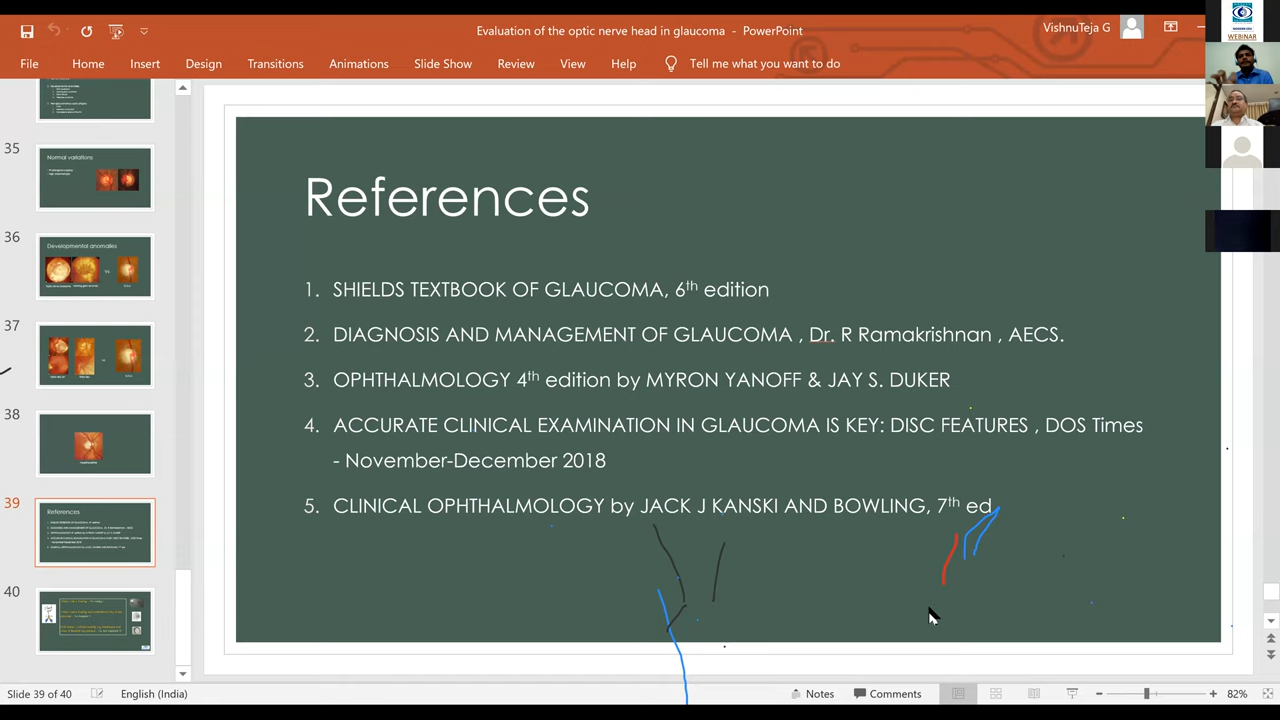 Evaluation of the optic nerve head in glaucoma - PowerPoint
VishnuTeja G
WEBINAR
File Home Insert Design Transitions Animations Slide Show Review View Help Tell me what you want to do
35
Normal variations
36
Developmental anomalies
37
38
39
References
40
References
1. SHIELDS TEXTBOOK OF GLAUCOMA, 6th edition
2. DIAGNOSIS AND MANAGEMENT OF GLAUCOMA , Dr. R Ramakrishnan , AECS.
3. OPHTHALMOLOGY 4th edition by MYRON YANOFF & JAY S. DUKER
4. ACCURATE CLINICAL EXAMINATION IN GLAUCOMA IS KEY: DISC FEATURES , DOS Times
- November-December 2018
5. CLINICAL OPHTHALMOLOGY by JACK J KANSKI AND BOWLING, 7th ed
Slide 39 of 40 English (India) Notes Comments 82%